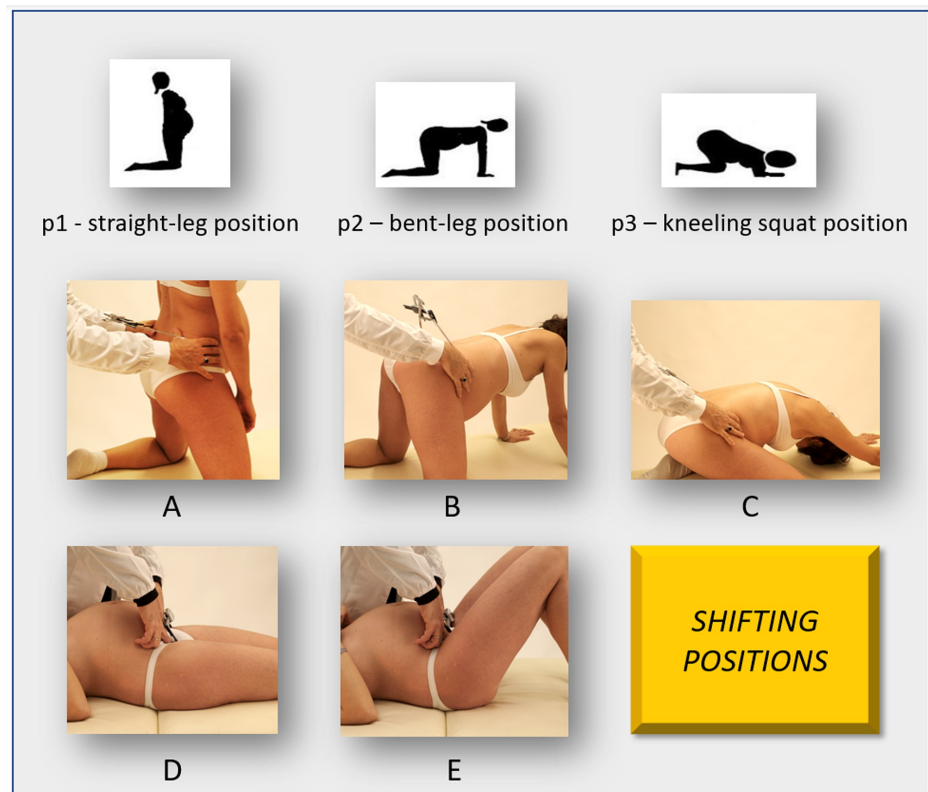 p1 - straight-leg position
p2 – bent-leg position
p3 – kneeling squat position
A
B
C
D
E
SHIFTING
POSITIONS